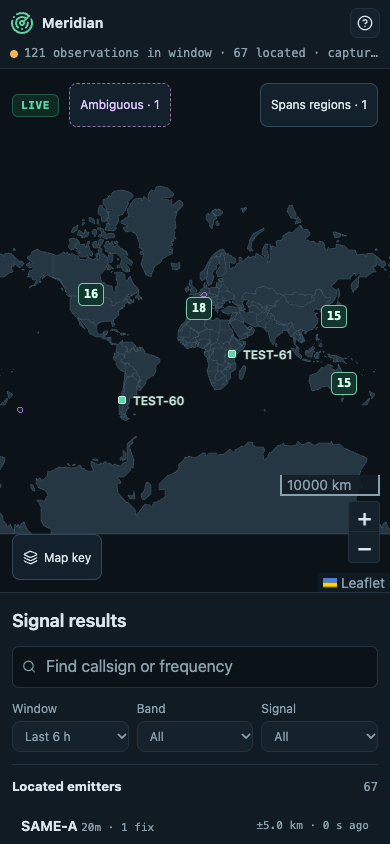 Meridian
121 observations in window · 67 located · captur…
LIVE
Ambiguous · 1
Spans regions · 1
16
18
15
TEST-61
15
TEST-60
10000 km
+
−
Map key
Leaflet
Signal results
Find callsign or frequency
Window
Band
Signal
Last 6 h
All
All
Located emitters
67
SAME-A 20m · 1 fix
±5.0 km · 0 s ago